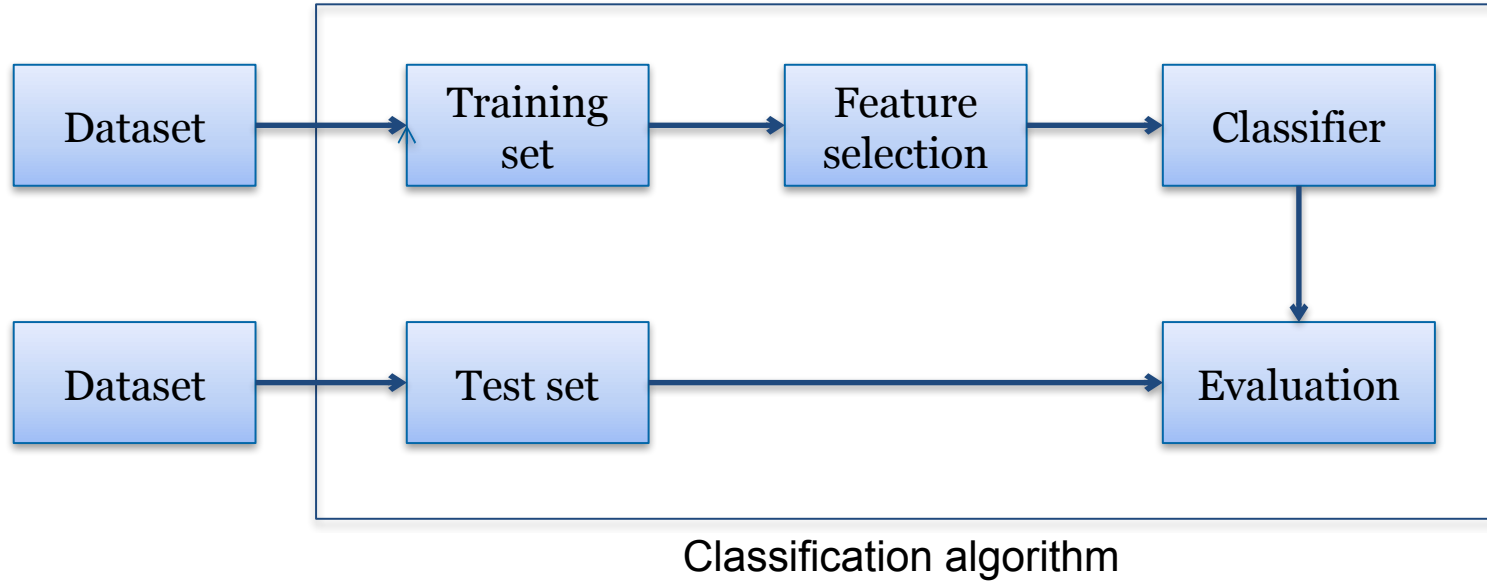 Dataset
Training
set
Feature
selection
Classifier
Dataset
Test set
Evaluation
Classification algorithm